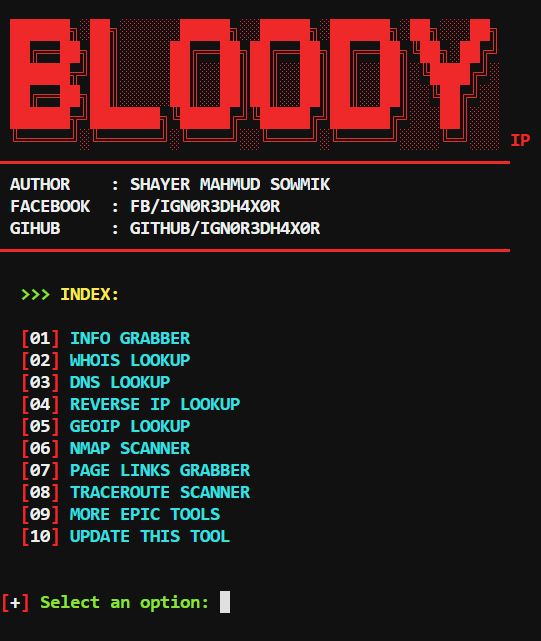 BLOODY IP
AUTHOR : SHAYER MAHMUD SOWMIK
FACEBOOK : FB/IGN0R3DH4X0R
GIHUB : GITHUB/IGN0R3DH4X0R
>>> INDEX:
[01] INFO GRABBER
[02] WHOIS LOOKUP
[03] DNS LOOKUP
[04] REVERSE IP LOOKUP
[05] GEOIP LOOKUP
[06] NMAP SCANNER
[07] PAGE LINKS GRABBER
[08] TRACEROUTE SCANNER
[09] MORE EPIC TOOLS
[10] UPDATE THIS TOOL
[+] Select an option: